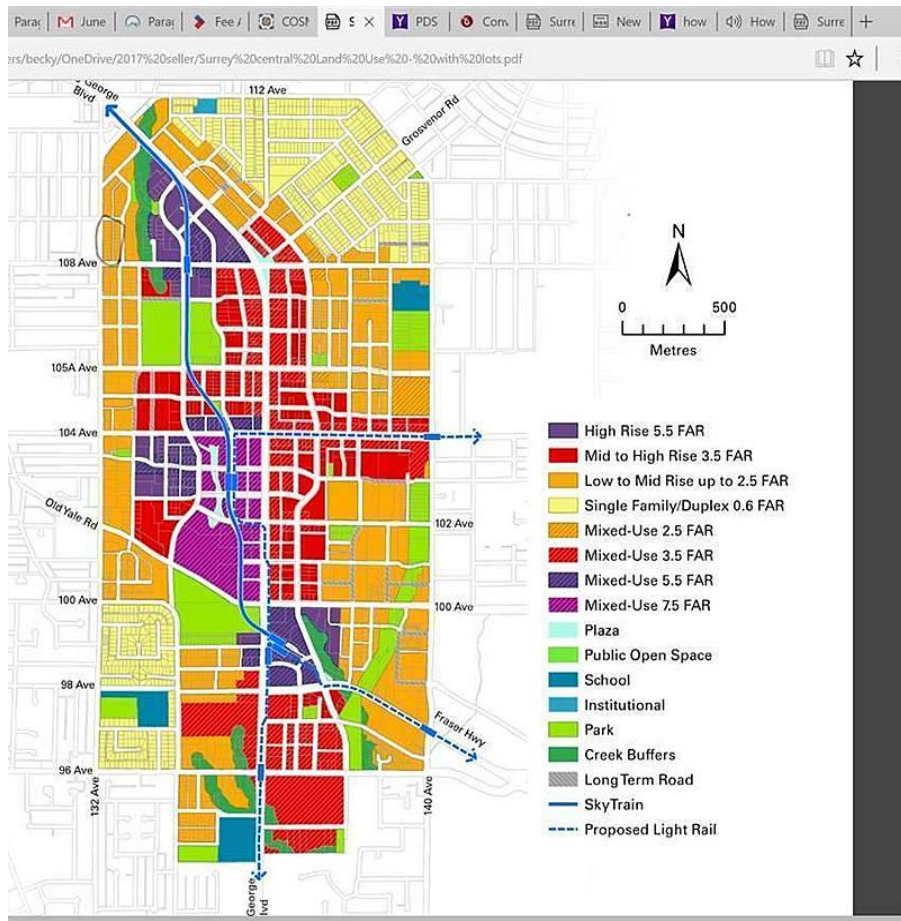 Para
June
Para
Fee
COSM
PDS
Conv
Surre
New
how
How
Surre
ers/becky/OneDrive/2017%20seller/Surrey%20central%20Land%20Use%20-%20with%20lots.pdf
112 Ave
George
Blvd
Grosvenor Rd
108 Ave
N
0 500
Metres
105A Ave
104 Ave
High Rise 5.5 FAR
Mid to High Rise 3.5 FAR
Low to Mid Rise up to 2.5 FAR
Single Family/Duplex 0.6 FAR
Old Yale Rd
102 Ave
Mixed-Use 2.5 FAR
Mixed-Use 3.5 FAR
Mixed-Use 5.5 FAR
100 Ave
100 Ave
Mixed-Use 7.5 FAR
Plaza
Public Open Space
98 Ave
School
Institutional
Fraser Hwy
Park
Creek Buffers
96 Ave
132 Ave
140 Ave
Long Term Road
SkyTrain
Proposed Light Rail
George
lvd